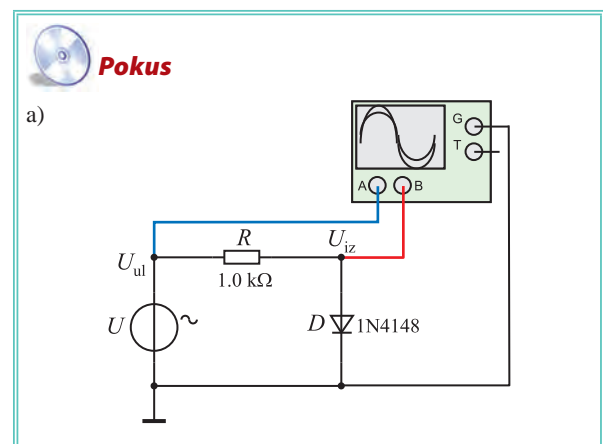 Pokus
a)
G
T
A B
R
U_iz
U_ul
1.0 kΩ
U
D 1N4148